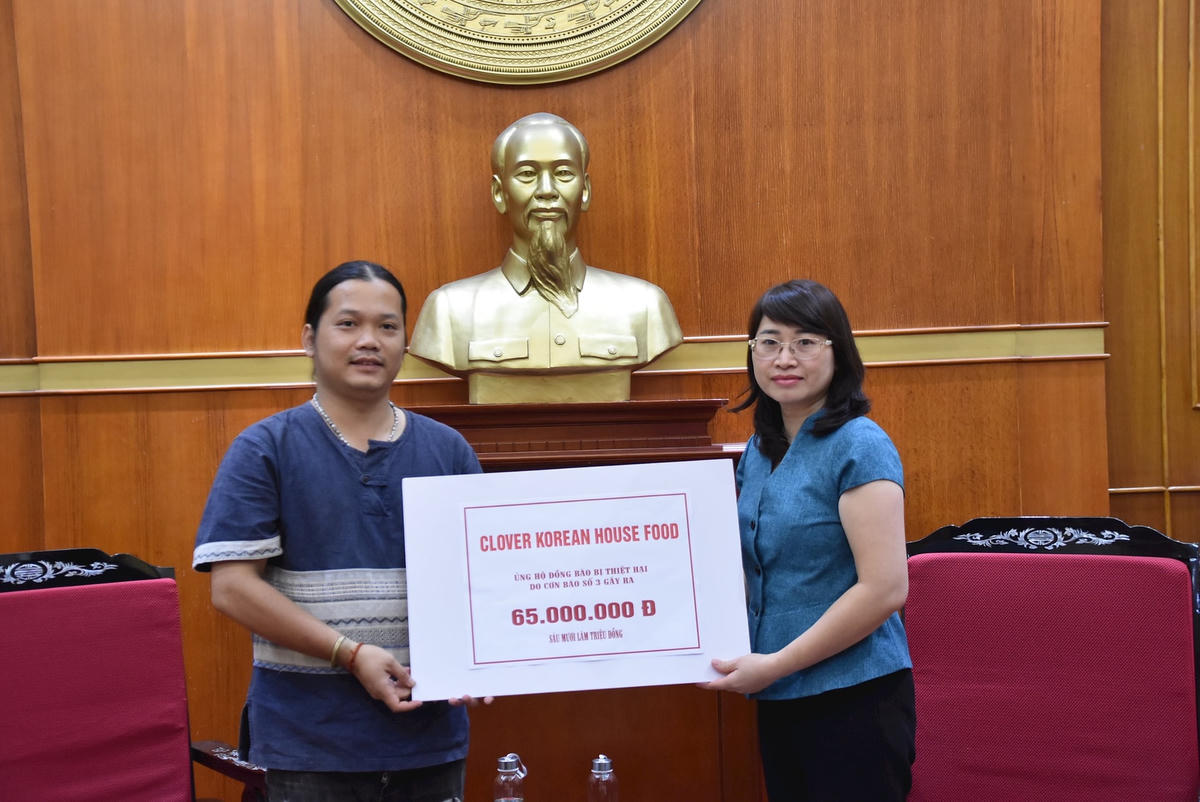 CLOVER KOREAN HOUSE FOOD
ỦNG HỘ ĐỒNG BÀO BỊ THIỆT HẠI
DO CƠN BÃO SỐ 3 GÂY RA
65.000.000 Đ
SÁU MƯƠI LĂM TRIỆU ĐỒNG